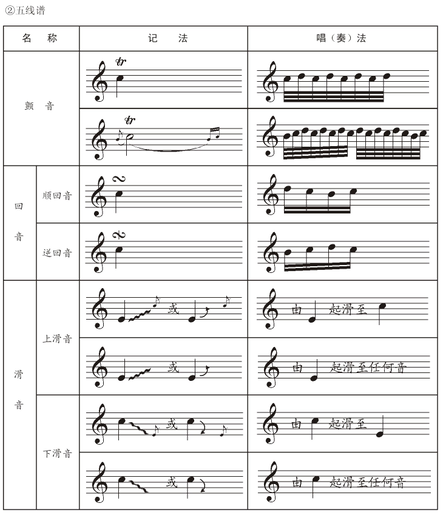 ②五线谱
名 称 记 法 唱（奏）法
颤 音
tr
tr
回音
顺回音
逆回音
滑音
上滑音
或
由 起滑至
或
由 起滑至任何音
下滑音
或
由 起滑至
或
由 起滑至任何音